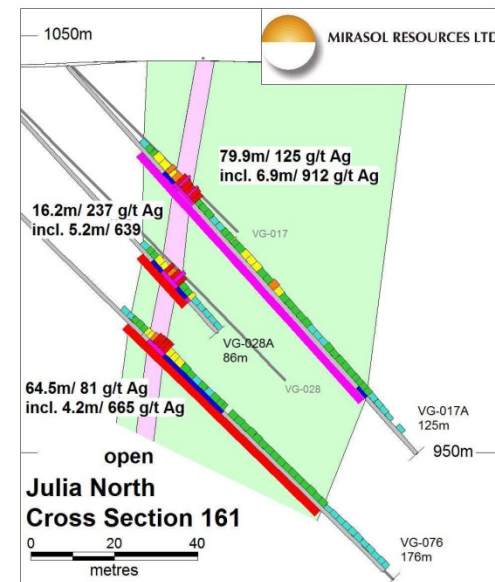 1050m
MIRASOL RESOURCES LTD
79.9m/ 125 g/t Ag
incl. 6.9m/ 912 g/t Ag
16.2m/ 237 g/t Ag
incl. 5.2m/ 639
VG-017
VG-028A
86m
VG-028
64.5m/ 81 g/t Ag
incl. 4.2m/ 665 g/t Ag
VG-017A
125m
open
950m
Julia North
Cross Section 161
0 20 40
metres
VG-076
176m